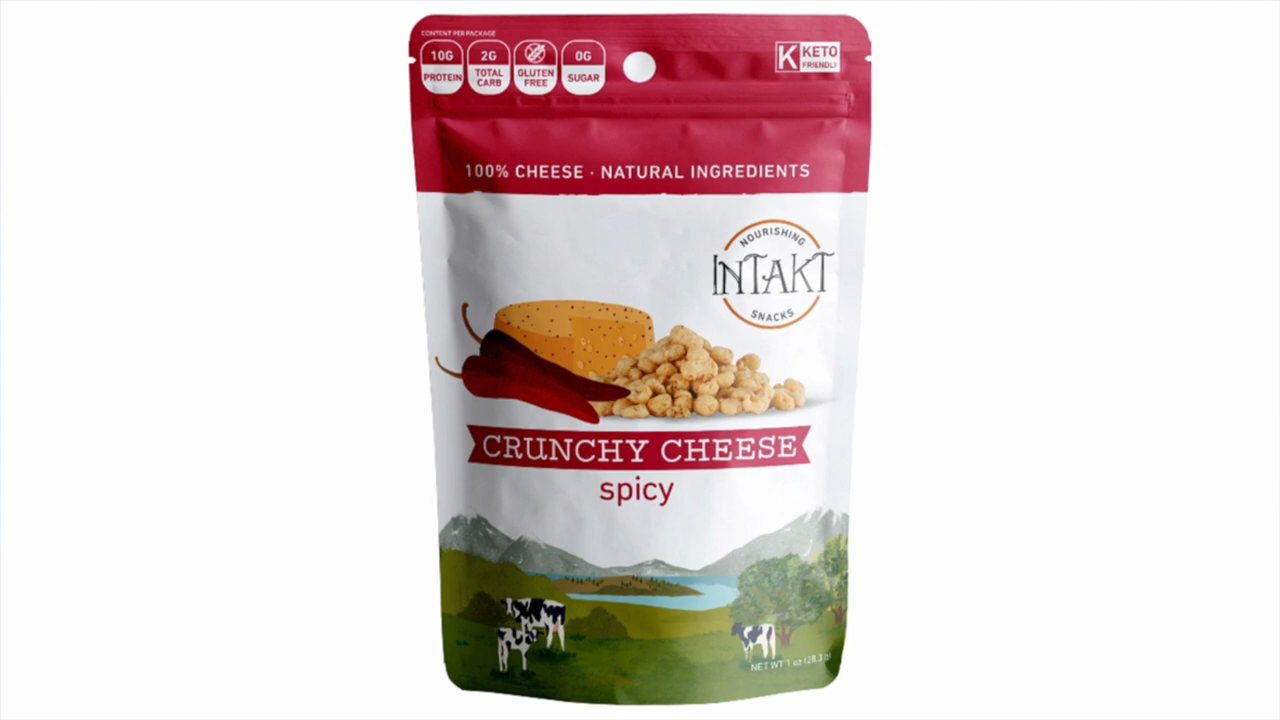 CONTENT PER PACKAGE
10G
PROTEIN
2G
TOTAL
CARB
GLUTEN
FREE
0G
SUGAR
K KETO
FRIENDLY
100% CHEESE · NATURAL INGREDIENTS
NOURISHING
INTAKT
SNACKS
CRUNCHY CHEESE
spicy
NET WT 1 oz (28.3 g)